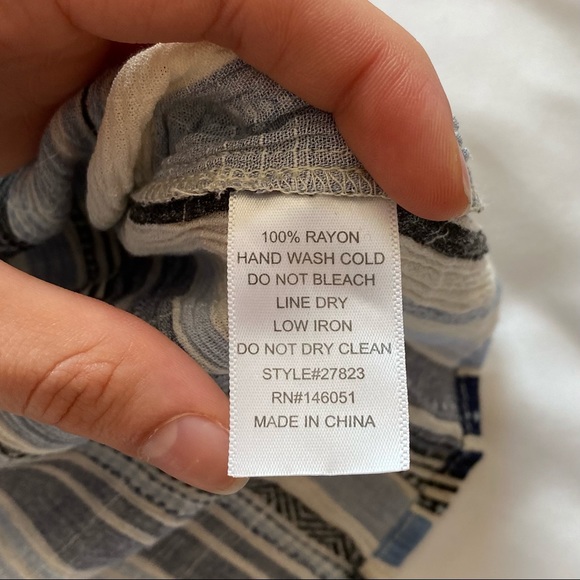 100% RAYON
HAND WASH COLD
DO NOT BLEACH
LINE DRY
LOW IRON
DO NOT DRY CLEAN
STYLE#27823
RN#146051
MADE IN CHINA